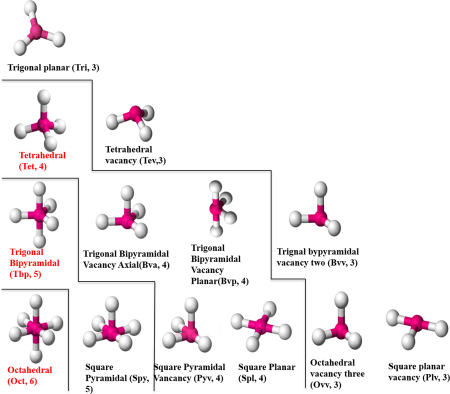 Trigonal planar (Tri, 3)
Tetrahedral
(Tet, 4)
Tetrahedral
vacancy (Tev,3)
Trigonal
Bipyramidal
(Tbp, 5)
Trigonal Bipyramidal
Vacancy Axial(Bva, 4)
Trigonal
Bipyramidal
Vacancy
Planar(Bvp, 4)
Trignal bypyramidal
vacancy two (Bvv, 3)
Octahedral
(Oct, 6)
Square
Pyramidal (Spy,
5)
Square Pyramidal
Vancancy (Pyv, 4)
Square Planar
(Spl, 4)
Octahedral
vacancy three
(Ovv, 3)
Square planar
vacancy (Plv, 3)